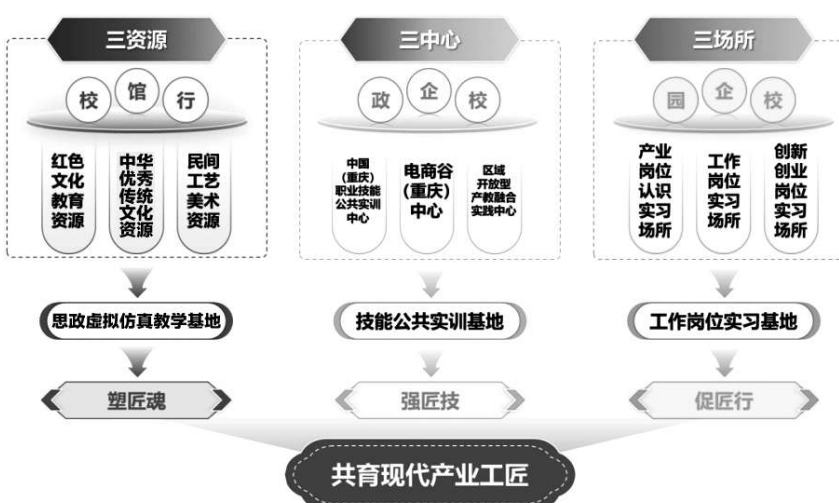 三资源
校 馆 行
红色
文化
教育
资源
中华
优秀
传统
文化
资源
民间
工艺
美术
资源
思政虚拟仿真教学基地
塑匠魂
三中心
政 企 校
中国
（重庆）
职业技能
公共实训
中心
电商谷
（重庆）
中心
区域
开放型
产教融合
实践中心
技能公共实训基地
强匠技
三场所
园 企 校
产业
岗位
认识
实习
场所
工作
岗位
实习
场所
创新
创业
岗位
实习
场所
工作岗位实习基地
促匠行
共育现代产业工匠